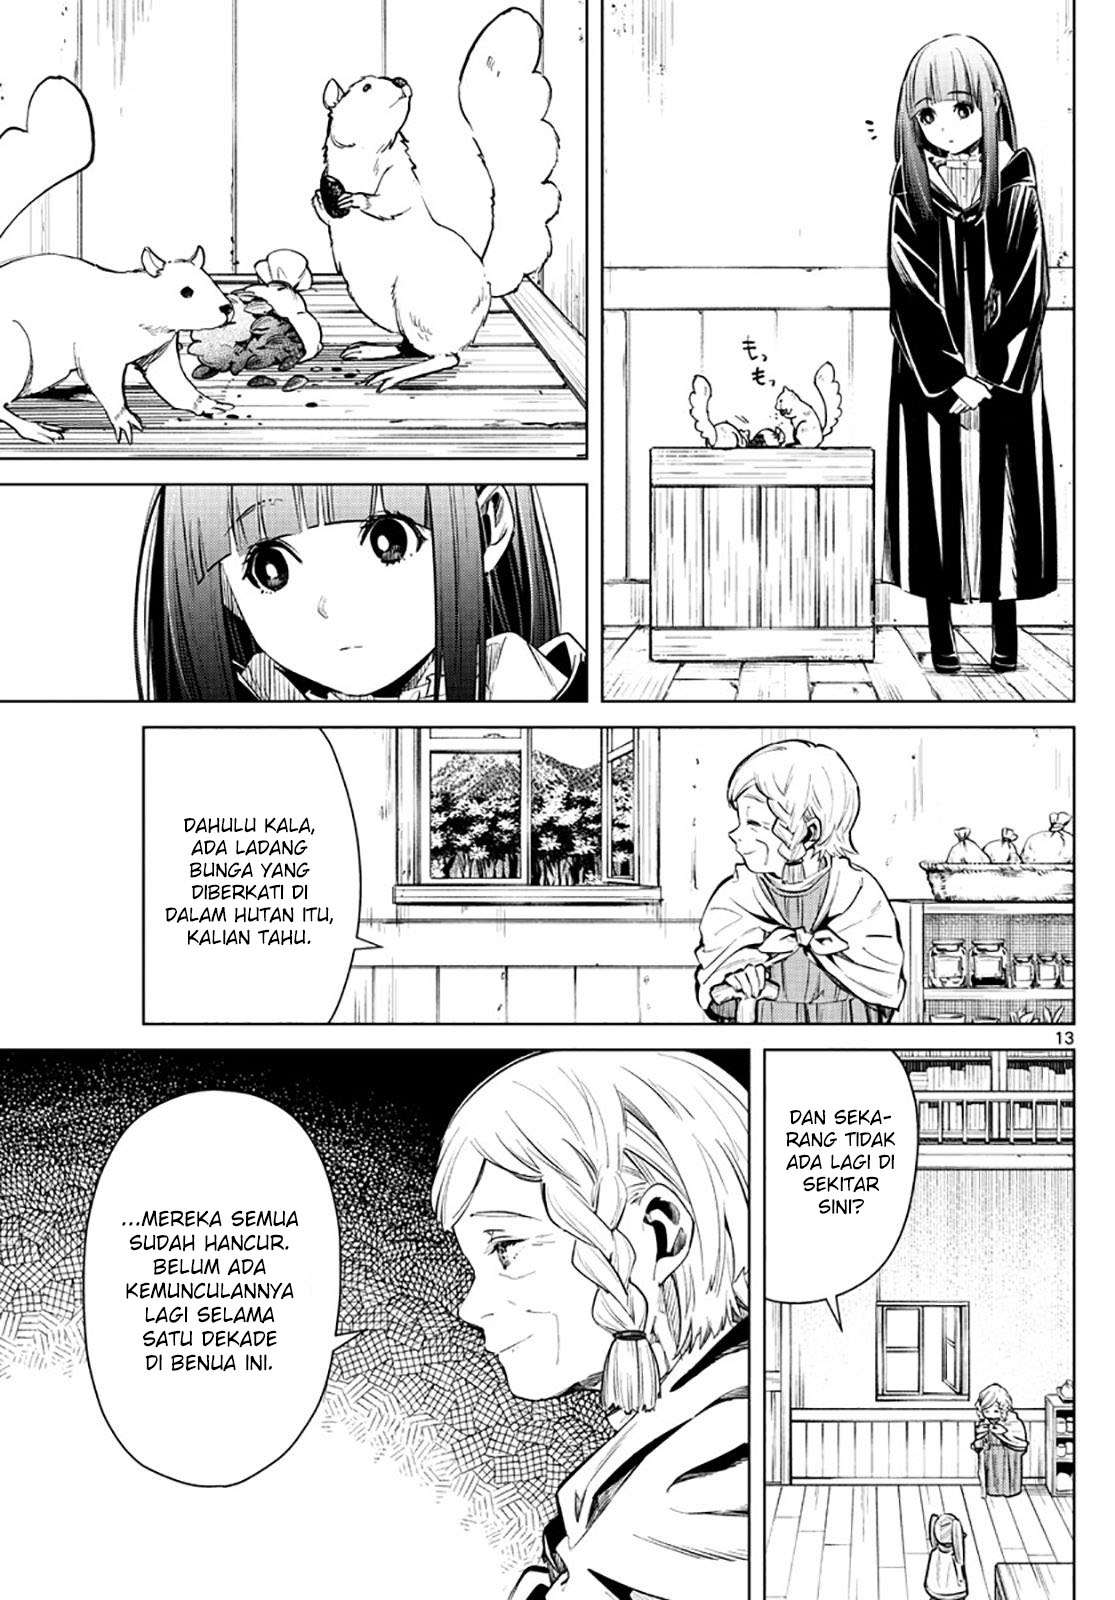 もっ
もっ
DAHULU KALA,
ADA LADANG
BUNGA YANG
DIBERKATI DI
DALAM HUTAN ITU,
KALIAN TAHU.
13
DAN SEKA-
RANG TIDAK
ADA LAGI DI
SEKITAR
SINI?
...MEREKA SEMUA
SUDAH HANCUR.
BELUM ADA
KEMUNCULANNYA
LAGI SELAMA
SATU DEKADE
DI BENUA INI.